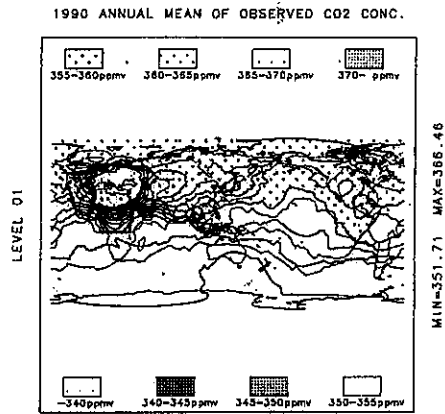 1990 ANNUAL MEAN OF OBSERVED CO2 CONC.
355-360ppmv 360-365ppmv 365-370ppmv 370- ppmv
LEVEL 01
MIN=351.71 MAX=366.46
-340ppmv 340-345ppmv 345-350ppmv 350-355ppmv